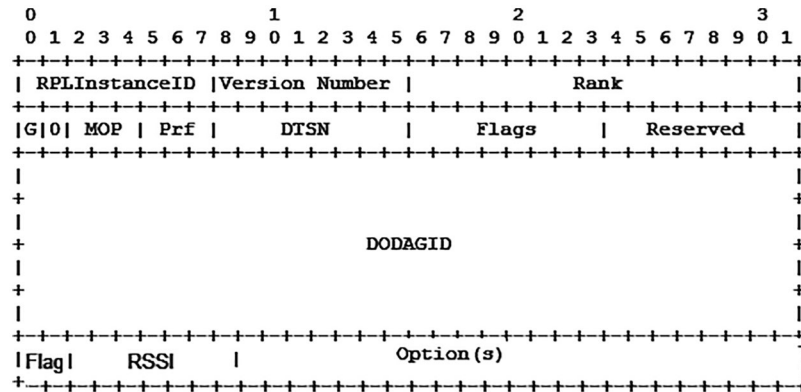 0 1 2 3
0 1 2 3 4 5 6 7 8 9 0 1 2 3 4 5 6 7 8 9 0 1 2 3 4 5 6 7 8 9 0 1
+-+-+-+-+-+-+-+-+-+-+-+-+-+-+-+-+-+-+-+-+-+-+-+-+-+-+-+-+-+-+-+-+
| RPLInstanceID |Version Number | Rank |
+-+-+-+-+-+-+-+-+-+-+-+-+-+-+-+-+-+-+-+-+-+-+-+-+-+-+-+-+-+-+-+-+
|G|0| MOP | Prf | DTSN | Flags | Reserved |
+-+-+-+-+-+-+-+-+-+-+-+-+-+-+-+-+-+-+-+-+-+-+-+-+-+-+-+-+-+-+-+-+
| |
+ +
| |
+ DODAGID +
| |
+ +
| |
+-+-+-+-+-+-+-+-+-+-+-+-+-+-+-+-+-+-+-+-+-+-+-+-+-+-+-+-+-+-+-+-+
|Flag| RSSI | Option(s)
+-+-+-+-+-+-+-+-+-+-+-+-+-+-+-+-+-+-+-+-+-+-+-+-+-+-+-+-+-+-+-+-+